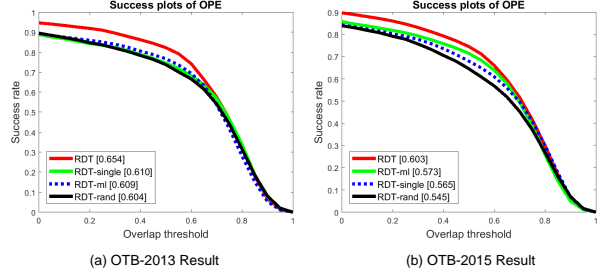 Success plots of OPE
1
0.9
0.8
0.7
0.6
0.5
0.4
0.3
0.2
0.1
0
Success rate
RDT [0.654]
RDT-single [0.610]
RDT-ml [0.609]
RDT-rand [0.604]
0 0.2 0.4 0.6 0.8 1
Overlap threshold
(a) OTB-2013 Result
Success plots of OPE
1
0.9
0.8
0.7
0.6
0.5
0.4
0.3
0.2
0.1
0
Success rate
RDT [0.603]
RDT-ml [0.573]
RDT-single [0.565]
RDT-rand [0.545]
0 0.2 0.4 0.6 0.8 1
Overlap threshold
(b) OTB-2015 Result